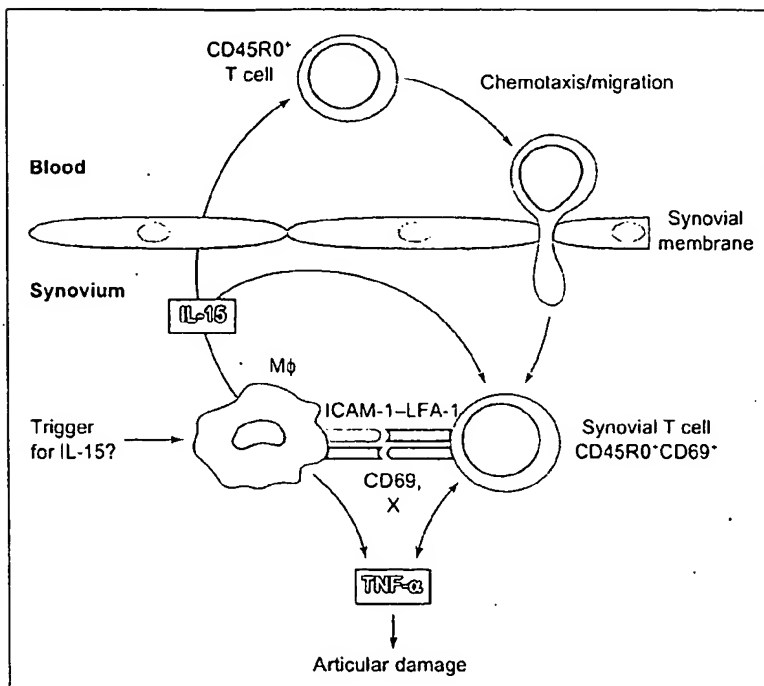 CD45R0⁺
T cell
Chemotaxis/migration
Blood
Synovial
membrane
Synovium
IL-15
Mϕ
ICAM-1–LFA-1
Trigger
for IL-15?
Synovial T cell
CD45R0⁺CD69⁺
CD69,
X
TNF-α
Articular damage